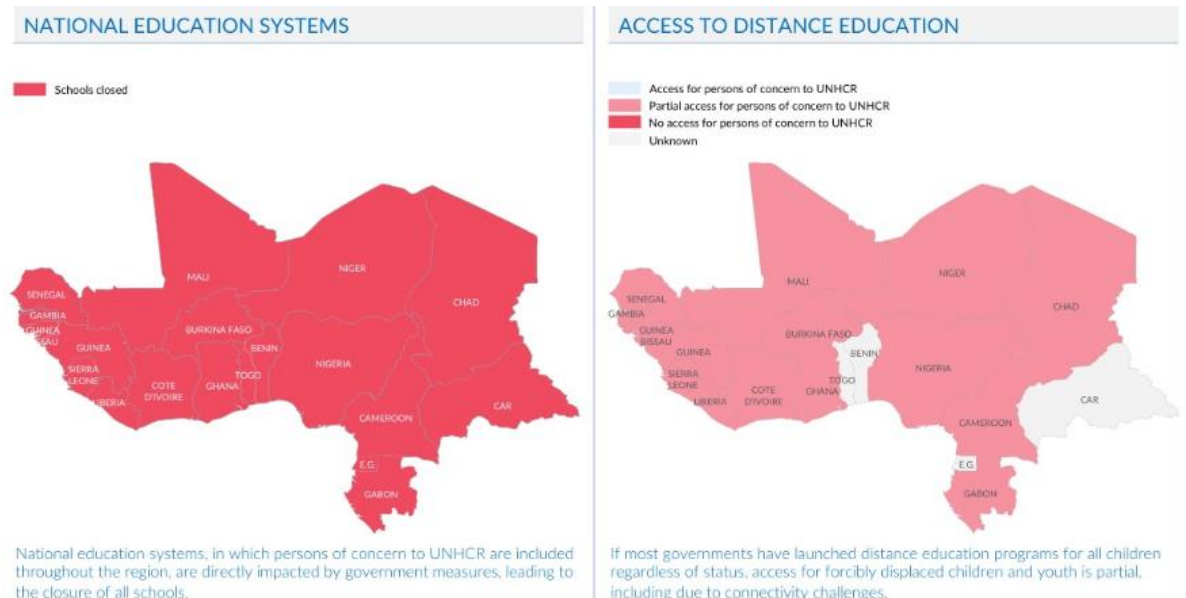 NATIONAL EDUCATION SYSTEMS
Schools closed
MALI
NIGER
CHAD
SENEGAL
GAMBIA
GUINEA
SSAU
GUINEA
SIERRA
LEONE
LIBERIA
COTE
D'IVOIRE
BURKINA FASO
GHANA
TOGO
BENIN
NIGERIA
CAMEROON
CAR
E.G.
GABON
National education systems, in which persons of concern to UNHCR are included
throughout the region, are directly impacted by government measures, leading to
the closure of all schools.
ACCESS TO DISTANCE EDUCATION
Access for persons of concern to UNHCR
Partial access for persons of concern to UNHCR
No access for persons of concern to UNHCR
Unknown
MALI
NIGER
CHAD
SENEGAL
GAMBIA
GUINEA
BISSAU
GUINEA
SIERRA
LEONE
LIBERIA
COTE
D'IVOIRE
BURKINA FASO
GHANA
TOGO
BENIN
NIGERIA
CAMEROON
CAR
E.G.
GABON
If most governments have launched distance education programs for all children
regardless of status, access for forcibly displaced children and youth is partial,
including due to connectivity challenges.